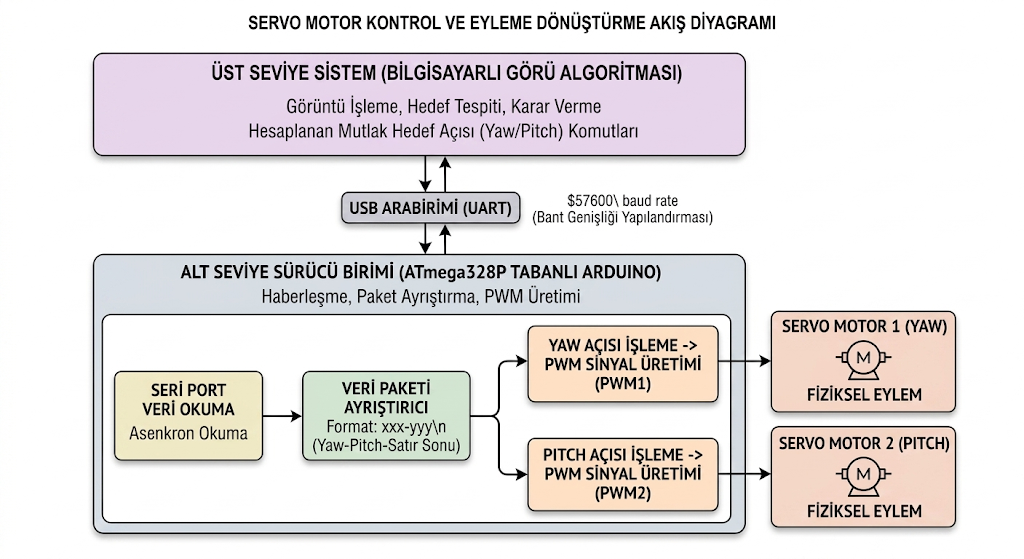 SERVO MOTOR KONTROL VE EYLEME DÖNÜŞTÜRME AKIŞ DİYAGRAMI
ÜST SEVİYE SİSTEM (BİLGİSAYARLI GÖRÜ ALGORİTMASI)
Görüntü İşleme, Hedef Tespiti, Karar Verme
Hesaplanan Mutlak Hedef Açısı (Yaw/Pitch) Komutları
USB ARABİRİMİ (UART)
$57600\ baud rate
(Bant Genişliği Yapılandırması)
ALT SEVİYE SÜRÜCÜ BİRİMİ (ATmega328P TABANLI ARDUINO)
Haberleşme, Paket Ayrıştırma, PWM Üretimi
SERİ PORT
VERİ OKUMA
Asenkron Okuma
VERİ PAKETİ
AYRIŞTIRICI
Format: xxx-yyy\n
(Yaw-Pitch-Satır Sonu)
YAW AÇISI İŞLEME ->
PWM SİNYAL ÜRETİMİ
(PWM1)
PITCH AÇISI İŞLEME ->
PWM SİNYAL ÜRETİMİ
(PWM2)
SERVO MOTOR 1 (YAW)
M
FİZİKSEL EYLEM
SERVO MOTOR 2 (PITCH)
M
FİZİKSEL EYLEM